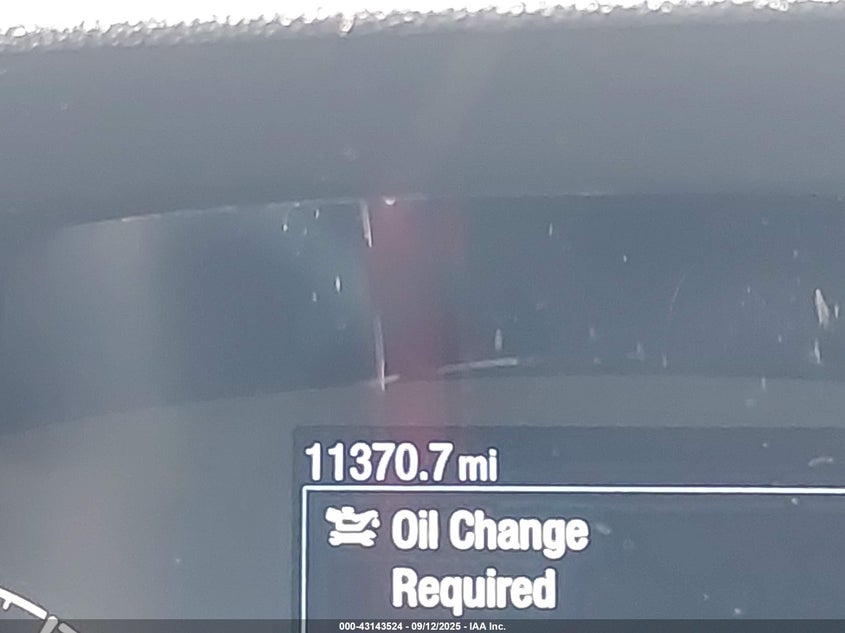 11370.7 mi
Oil Change
Required
000-43143524 - 09/12/2025 - IAA Inc.